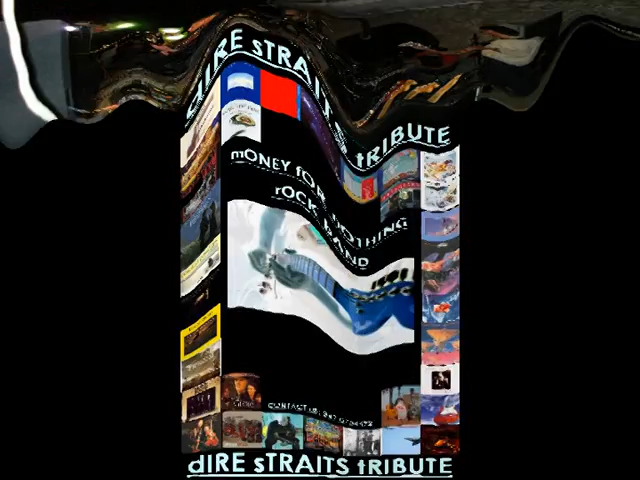 dIRE sTRAITS tRIBUTE
mONEY fOR NOTHING
rOCK BAND
dIRE sTRAITS tRIBUTE